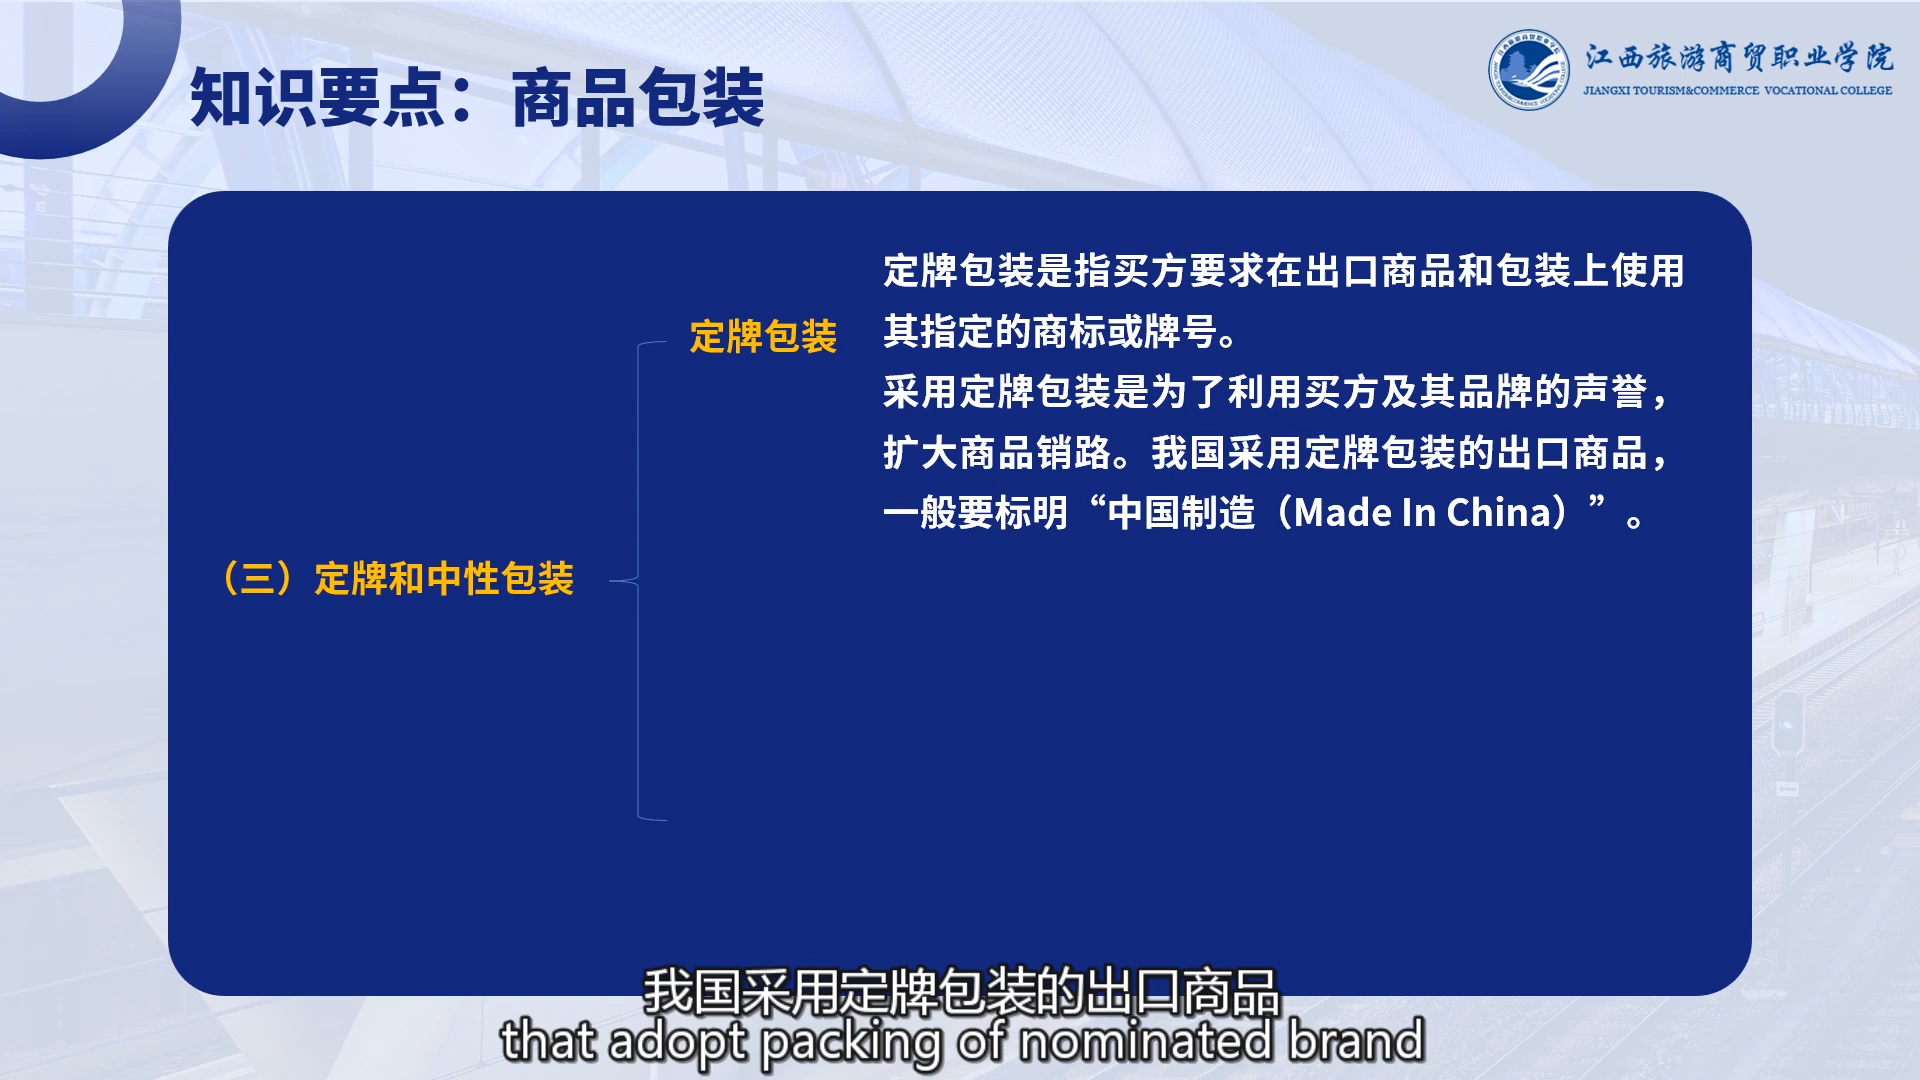 知识要点：商品包装
江西旅游商贸职业学院
JIANGXI TOURISM&COMMERCE VOCATIONAL COLLEGE
（三）定牌和中性包装
定牌包装
定牌包装是指买方要求在出口商品和包装上使用
其指定的商标或牌号。
采用定牌包装是为了利用买方及其品牌的声誉，
扩大商品销路。我国采用定牌包装的出口商品，
一般要标明“中国制造（Made In China）”。
我国采用定牌包装的出口商品
that adopt packing of nominated brand